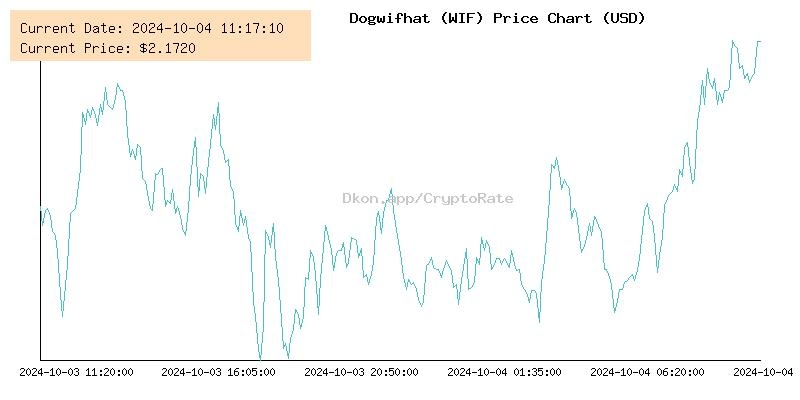 Dogwifhat (WIF) Price Chart (USD)
Current Date: 2024-10-04 11:17:10
Current Price: $2.1720
Dkon.app/CryptoRate
2024-10-03 11:20:00 2024-10-03 16:05:00 2024-10-03 20:50:00 2024-10-04 01:35:00 2024-10-04 06:20:00 2024-10-04